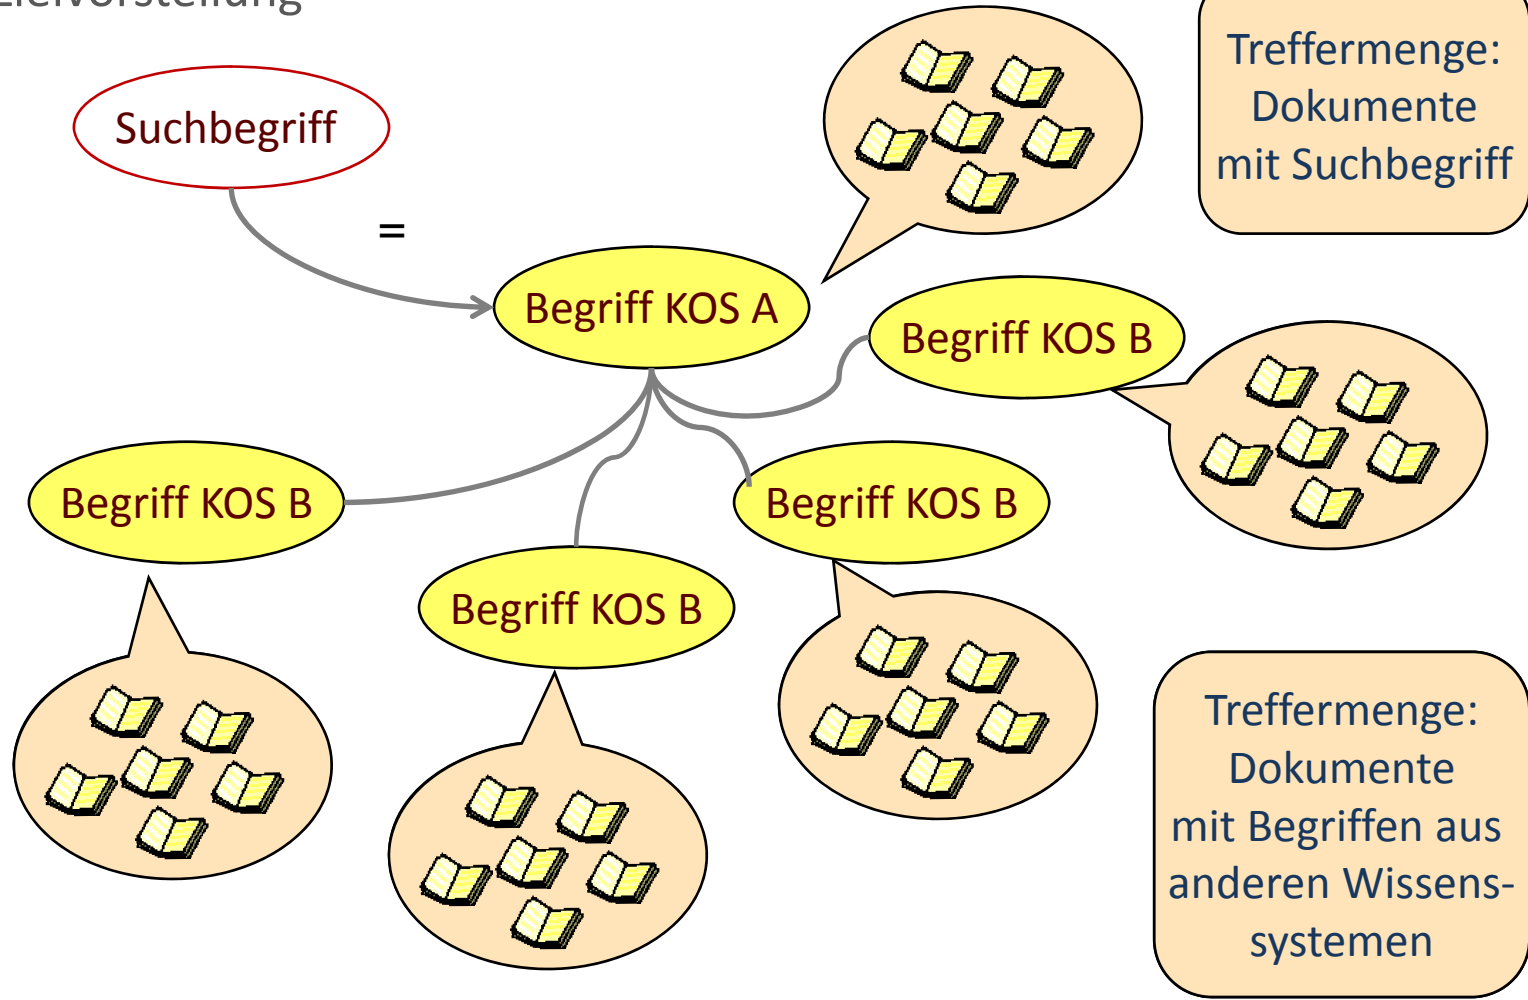 Zielvorstellung
Suchbegriff
=
Begriff KOS A
Treffermenge:
Dokumente
mit Suchbegriff
Begriff KOS B
Begriff KOS B
Begriff KOS B
Begriff KOS B
Treffermenge:
Dokumente
mit Begriffen aus
anderen Wissens-
systemen